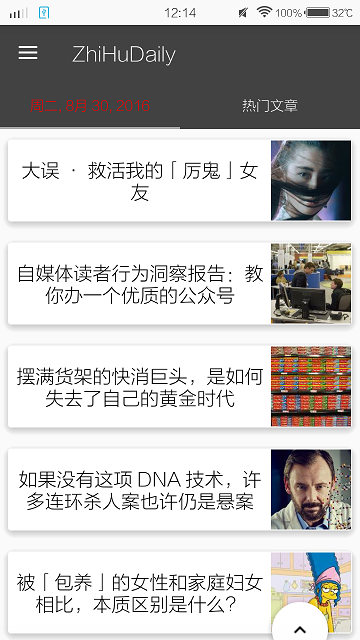 12:14
100%
32℃
ZhiHuDaily
周二, 8月 30, 2016
热门文章
大误 · 救活我的「厉鬼」女
友
自媒体读者行为洞察报告：教
你办一个优质的公众号
摆满货架的快消巨头，是如何
失去了自己的黄金时代
如果没有这项 DNA 技术，许
多连环杀人案也许仍是悬案
被「包养」的女性和家庭妇女
相比，本质区别是什么？